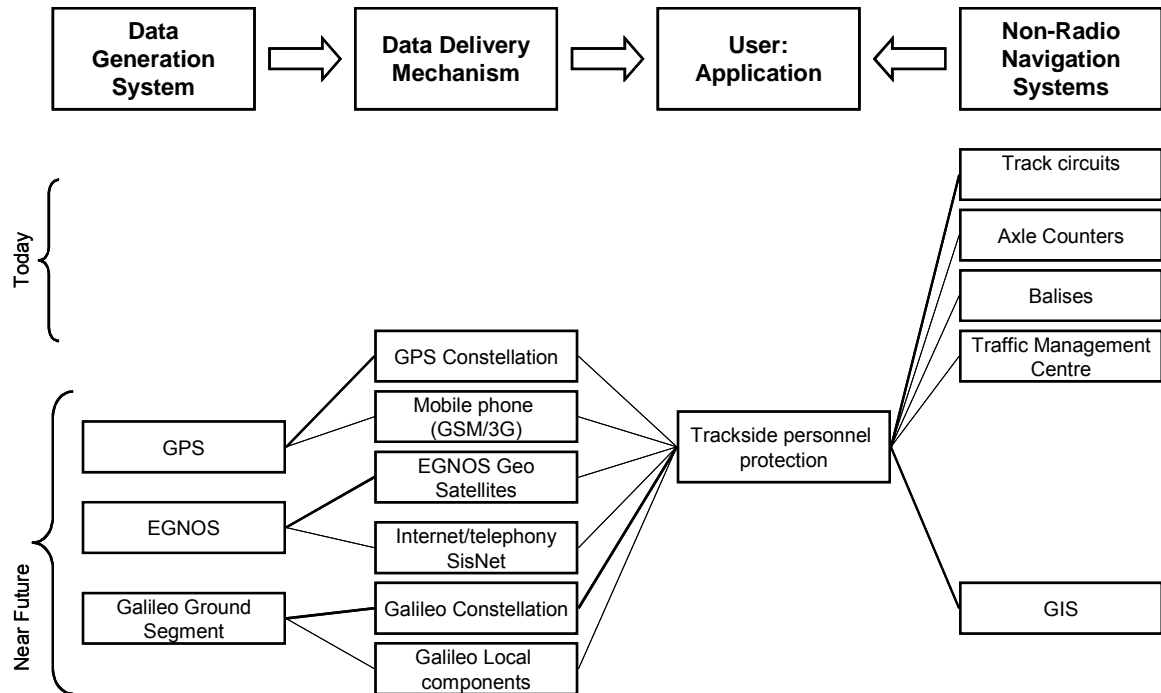 Data
Generation
System
Data Delivery
Mechanism
User:
Application
Non-Radio
Navigation
Systems
Today
Track circuits
Axle Counters
Balises
Traffic Management
Centre
Near Future
GPS
EGNOS
Galileo Ground
Segment
GPS Constellation
Mobile phone
(GSM/3G)
EGNOS Geo
Satellites
Internet/telephony
SisNet
Galileo Constellation
Galileo Local
components
Trackside personnel
protection
GIS